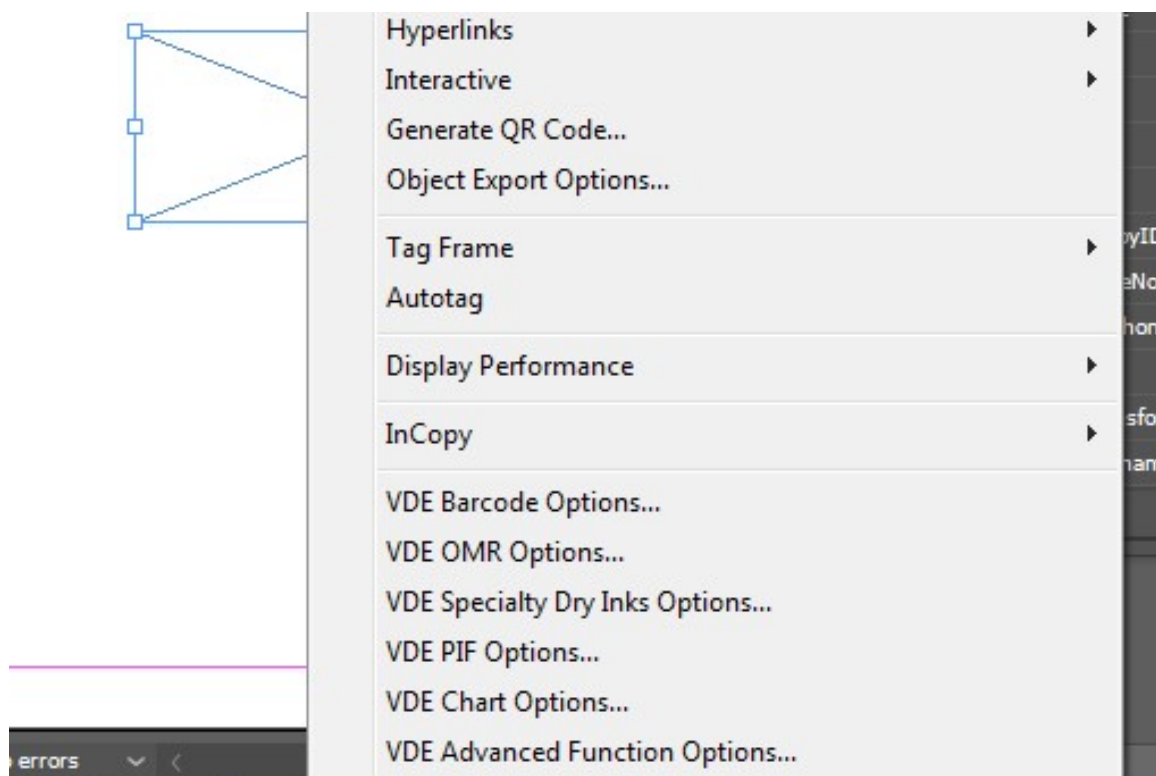 Hyperlinks
Interactive
Generate QR Code...
Object Export Options...
Tag Frame
Autotag
Display Performance
InCopy
VDE Barcode Options...
VDE OMR Options...
VDE Specialty Dry Inks Options...
VDE PIF Options...
VDE Chart Options...
VDE Advanced Function Options...
errors